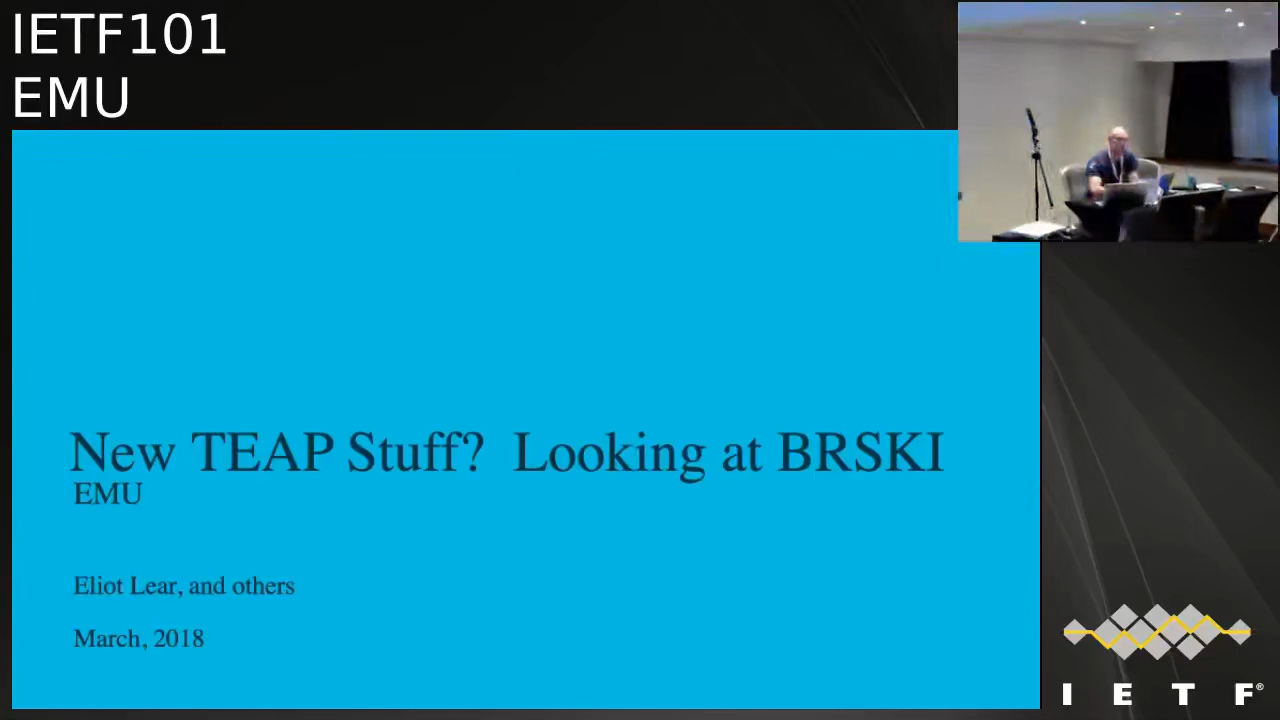 IETF101
EMU
New TEAP Stuff?  Looking at BRSKI
EMU
Eliot Lear, and others
March, 2018
I E T F®